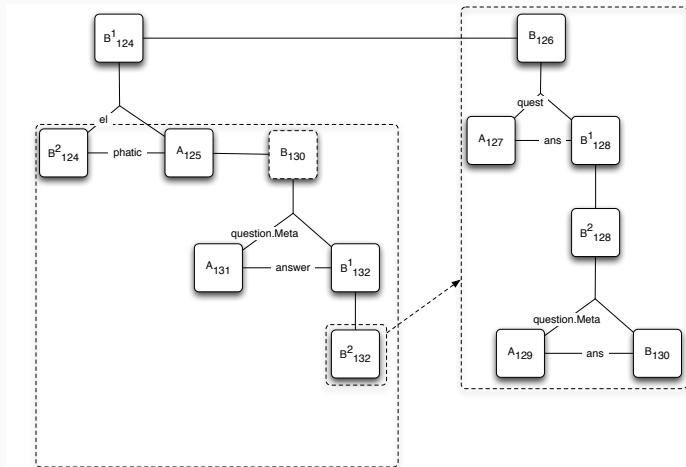 B¹₁₂₄
B₁₂₆
el
quest
B²₁₂₄
phatic
A₁₂₅
B₁₃₀
A₁₂₇
ans
B¹₁₂₈
B²₁₂₈
question.Meta
A₁₃₁
answer
B¹₁₃₂
B²₁₃₂
question.Meta
A₁₂₉
ans
B₁₃₀